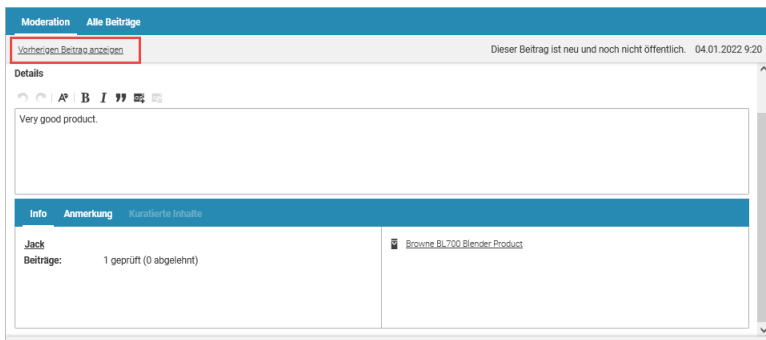 Moderation Alle Beiträge
Vorherigen Beitrag anzeigen Dieser Beitrag ist neu und noch nicht öffentlich. 04.01.2022 9:20
Details
B I
Very good product.
Info Anmerkung Kuratierte Inhalte
Jack Browne BL700 Blender Product
Beiträge: 1 geprüft (0 abgelehnt)